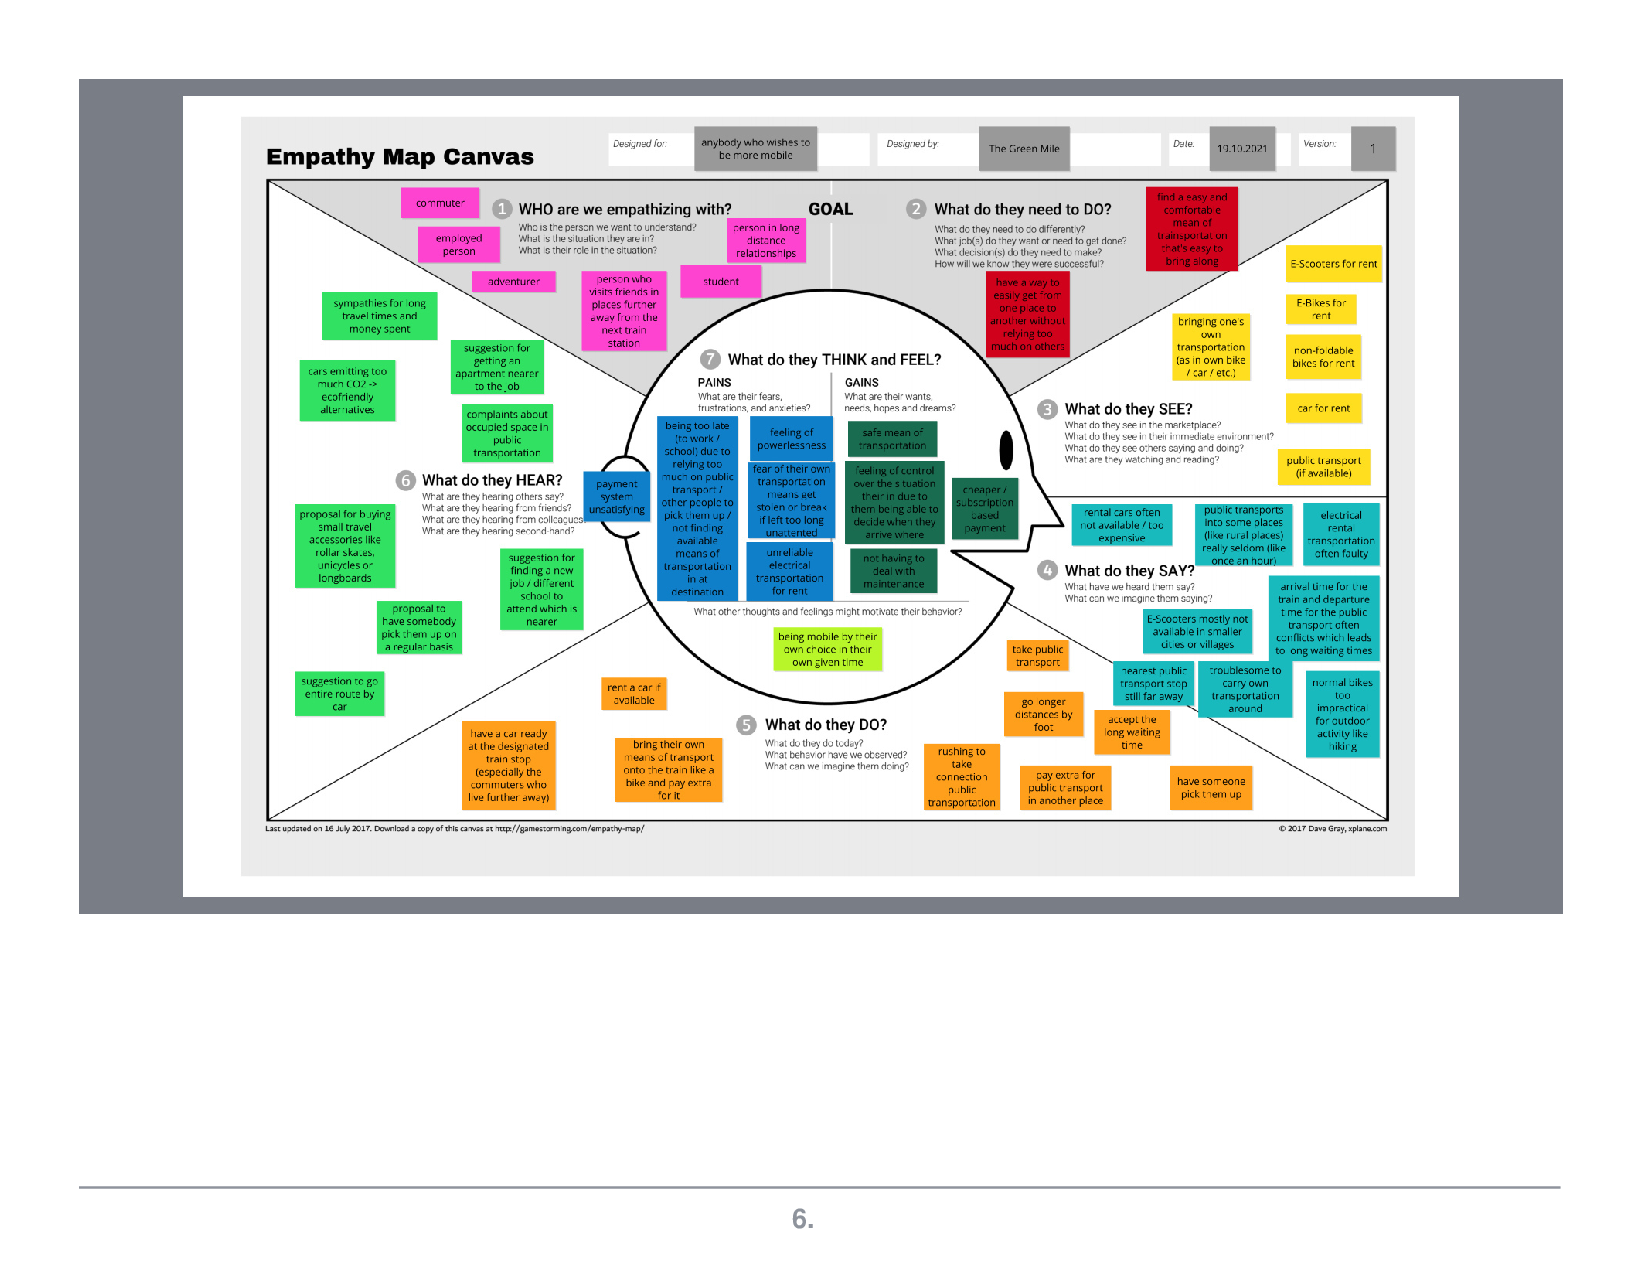 Empathy Map Canvas
Designed for:
anybody who wishes to
be more mobile
Designed by:
The Green Mile
Date:
19.10.2021
Version:
1
commuter
employed
person
adventurer
1 WHO are we empathizing with?
Who is the person we want to understand?
What is the situation they are in?
What is their role in the situation?
person who
visits friends in
places further
away from the
next train
station
person in long
distance
relationships
student
GOAL
2 What do they need to DO?
What do they need to do differently?
What job(s) do they want or need to get done?
What decision(s) do they need to make?
How will we know they were successful?
have a way to
easily get from
one place to
another without
relying too
much on others
find a easy and
comfortable
mean of
transportation
that's easy to
bring along
3 What do they SEE?
What do they see in the marketplace?
What do they see in their immediate environment?
What do they see others saying and doing?
What are they watching and reading?
bringing one's
own
transportation
(as in own bike
/ car / etc.)
E-Scooters for rent
E-Bikes for
rent
non-foldable
bikes for rent
car for rent
public transport
(if available)
4 What do they SAY?
What have we heard them say?
What can we imagine them saying?
rental cars often
not available / too
expensive
public transports
into some places
(like rural places)
really seldom (like
once an hour)
electrical
rental
transportation
often faulty
E-Scooters mostly not
available in smaller
cities or villages
arrival time for the
train and departure
time for the public
transport often
conflicts which leads
to long waiting times
nearest public
transport stop
still far away
troublesome to
carry own
transportation
around
normal bikes
too
impractical
for outdoor
activity like
hiking
5 What do they DO?
What do they do today?
What behavior have we observed?
What can we imagine them doing?
have a car ready
at the designated
train stop
(especially the
commuters who
live further away)
rent a car if
available
bring their own
means of transport
onto the train like a
bike and pay extra
for it
take public
transport
go longer
distances by
foot
accept the
long waiting
time
rushing to
take
connection
public
transportation
pay extra for
public transport
in another place
have someone
pick them up
6 What do they HEAR?
What are they hearing others say?
What are they hearing from friends?
What are they hearing from colleagues
What are they hearing second-hand?
sympathies for long
travel times and
money spent
suggestion for
getting an
apartment nearer
to the job
cars emitting too
much CO2 ->
ecofriendly
alternatives
complaints about
occupied space in
public
transportation
proposal for buying
small travel
accessories like
rollar skates,
unicycles or
longboards
suggestion for
finding a new
job / different
school to
attend which is
nearer
proposal to
have somebody
pick them up on
a regular basis
suggestion to go
entire route by
car
7 What do they THINK and FEEL?
PAINS
What are their fears,
frustrations, and anxieties?
payment
system
unsatisfying
being too late
(to work /
school) due to
relying too
much on public
transport /
other people to
pick them up /
not finding
available
means of
transportation
in at
destination
feeling of
powerlessness
fear of their own
transportation
means get
stolen or break
if left too long
unattented
unreliable
electrical
transportation
for rent
GAINS
What are their wants,
needs, hopes and dreams?
safe mean of
transportation
feeling of control
over the situation
their in due to
them being able to
decide when they
arrive where
not having to
deal with
maintenance
cheaper /
subscription
based
payment
What other thoughts and feelings might motivate their behavior?
being mobile by their
own choice in their
own given time
Last updated on 16 July 2017. Download a copy of this canvas at http://gamestorming.com/empathy-map/
© 2017 Dave Gray, xplane.com
6.